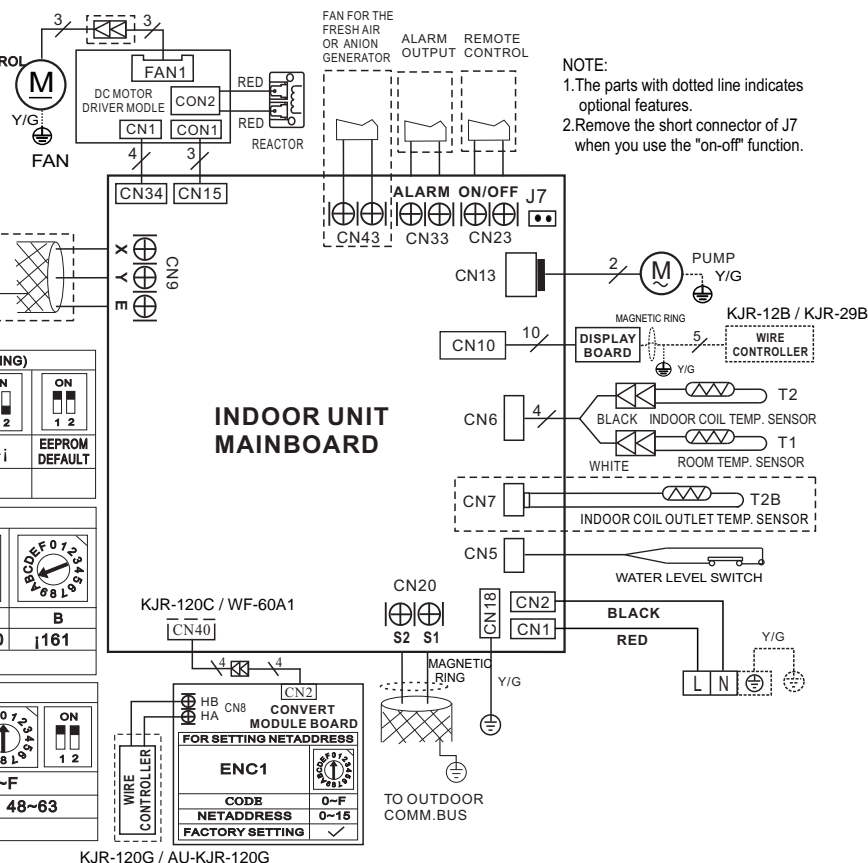 FAN FOR THE
FRESH AIR
OR ANION
GENERATOR
ALARM
OUTPUT
REMOTE
CONTROL
NOTE:
1.The parts with dotted line indicates
optional features.
2.Remove the short connector of J7
when you use the "on-off" function.
3
3
M
Y/G
FAN
FAN1
DC MOTOR
DRIVER MODLE
CON2
CN1
CON1
RED
RED
REACTOR
4
3
CN34
CN15
ALARM
ON/OFF
J7
CN43
CN33
CN23
X
Y
E
CN9
CN13
2
M
PUMP
Y/G
KJR-12B / KJR-29B
CN10
10
DISPLAY
BOARD
MAGNETIC RING
5
Y/G
WIRE
CONTROLLER
INDOOR UNIT
MAINBOARD
CN6
4
T2
BLACK
INDOOR COIL TEMP. SENSOR
T1
WHITE
ROOM TEMP. SENSOR
CN7
T2B
INDOOR COIL OUTLET TEMP. SENSOR
CN5
WATER LEVEL SWITCH
ON
1 2
EEPROM
DEFAULT
B
¡161
ON
1 2
~F
48~63
KJR-120C / WF-60A1
CN40
CN20
S2
S1
CN18
CN2
CN1
BLACK
RED
Y/G
L
N
4
4
MAGNETIC
RING
Y/G
CN2
HB
HA
CN8
CONVERT
MODULE BOARD
FOR SETTING NETADDRESS
ENC1
CODE
0~F
NETADDRESS
0~15
FACTORY SETTING
WIRE
CONTROLLER
TO OUTDOOR
COMM.BUS
KJR-120G / AU-KJR-120G